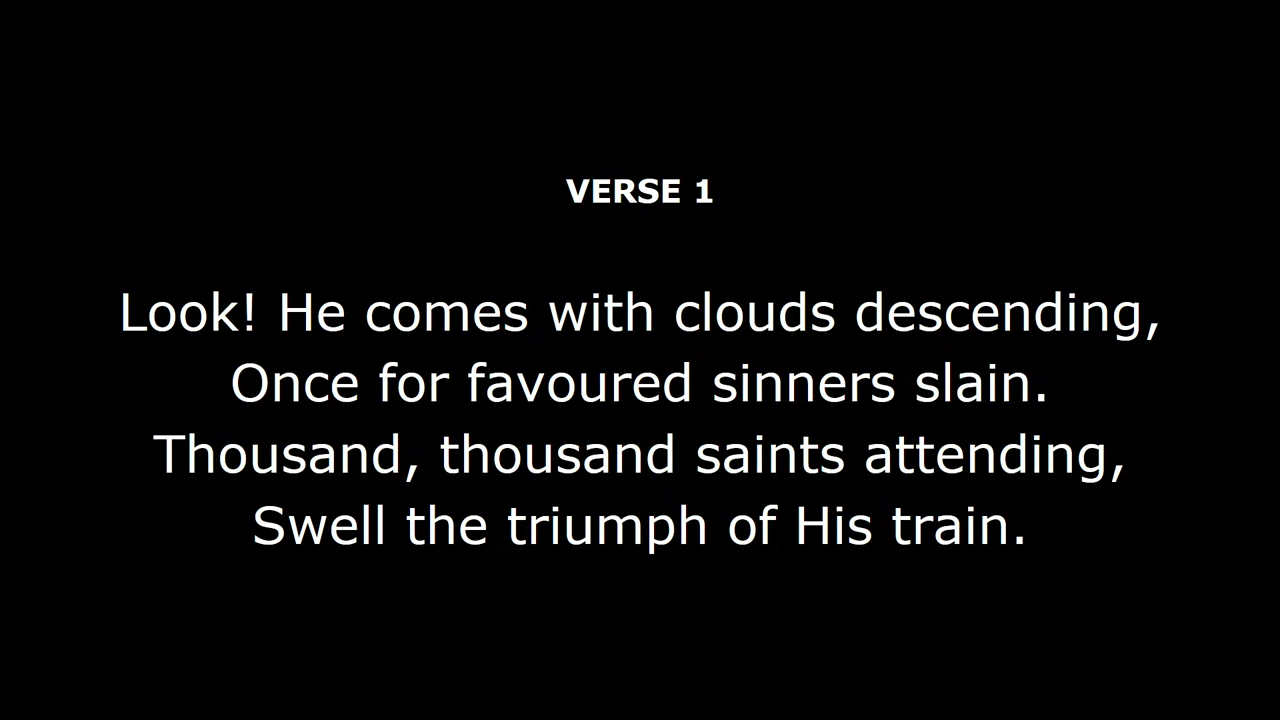 VERSE 1
Look! He comes with clouds descending,
Once for favoured sinners slain.
Thousand, thousand saints attending,
Swell the triumph of His train.